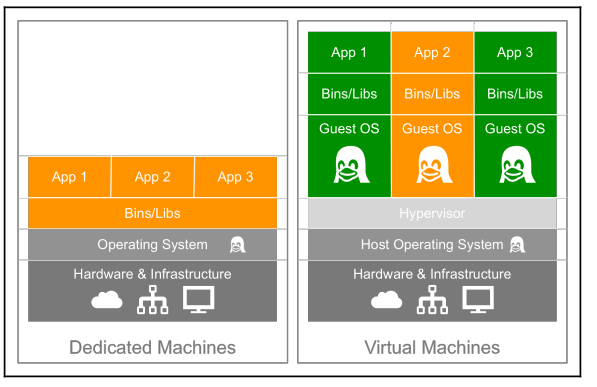 App 1 App 2 App 3
Bins/Libs
Operating System
Hardware & Infrastructure
Dedicated Machines
App 1 App 2 App 3
Bins/Libs Bins/Libs Bins/Libs
Guest OS Guest OS Guest OS
Hypervisor
Host Operating System
Hardware & Infrastructure
Virtual Machines